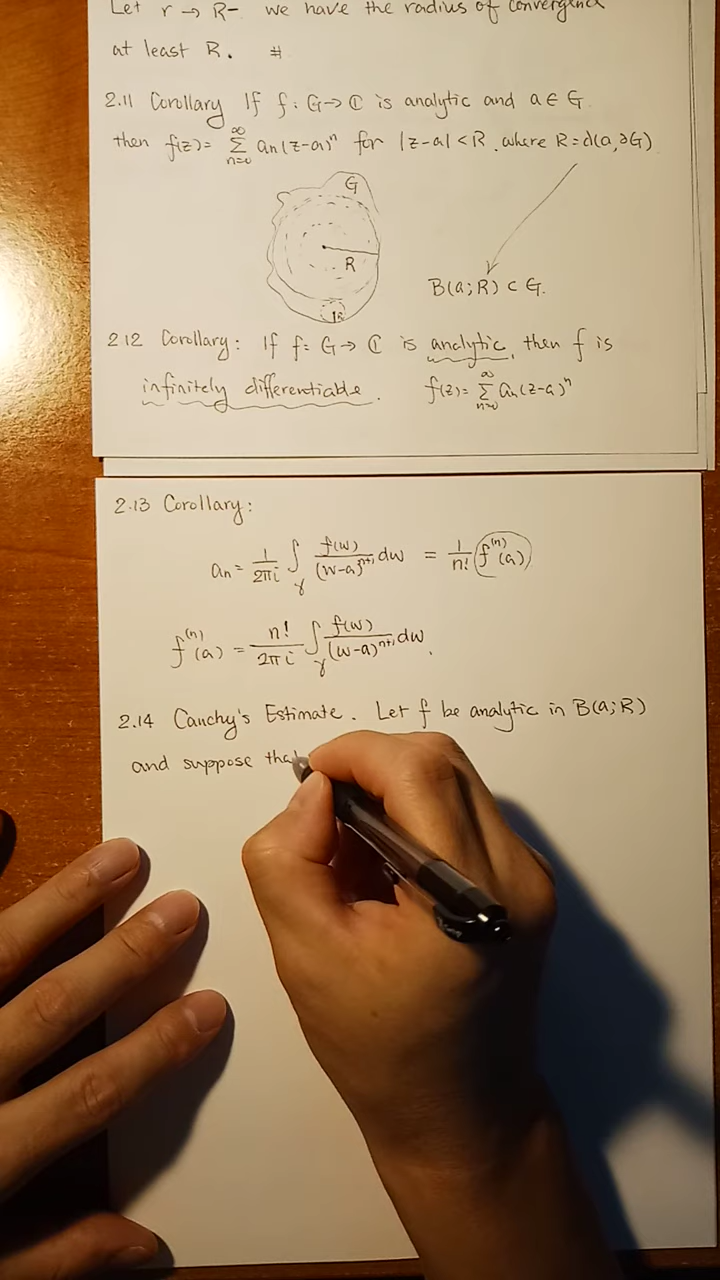 Let r → R- we have the radius of convergence
at least R. #
2.11 Corollary If f: G → ℂ is analytic and a ∈ G.
then f(z) = ∑_{n=0}^{∞} an(z-a)^n for |z-a| < R. where R = d(a, ∂G)
G
R
B(a; R) ⊂ G.
2.12 Corollary: If f: G → ℂ is analytic, then f is
infinitely differentiable. f(z) = ∑_{n=0}^{∞} an(z-a)^n
2.13 Corollary:
an = 1/2πi ∫_γ f(w)/(w-a)^{n+1} dw = 1/n! f^{(n)}(a)
f^{(n)}(a) = n!/2πi ∫_γ f(w)/(w-a)^{n+1} dw.
2.14 Cauchy's Estimate. Let f be analytic in B(a; R)
and suppose that